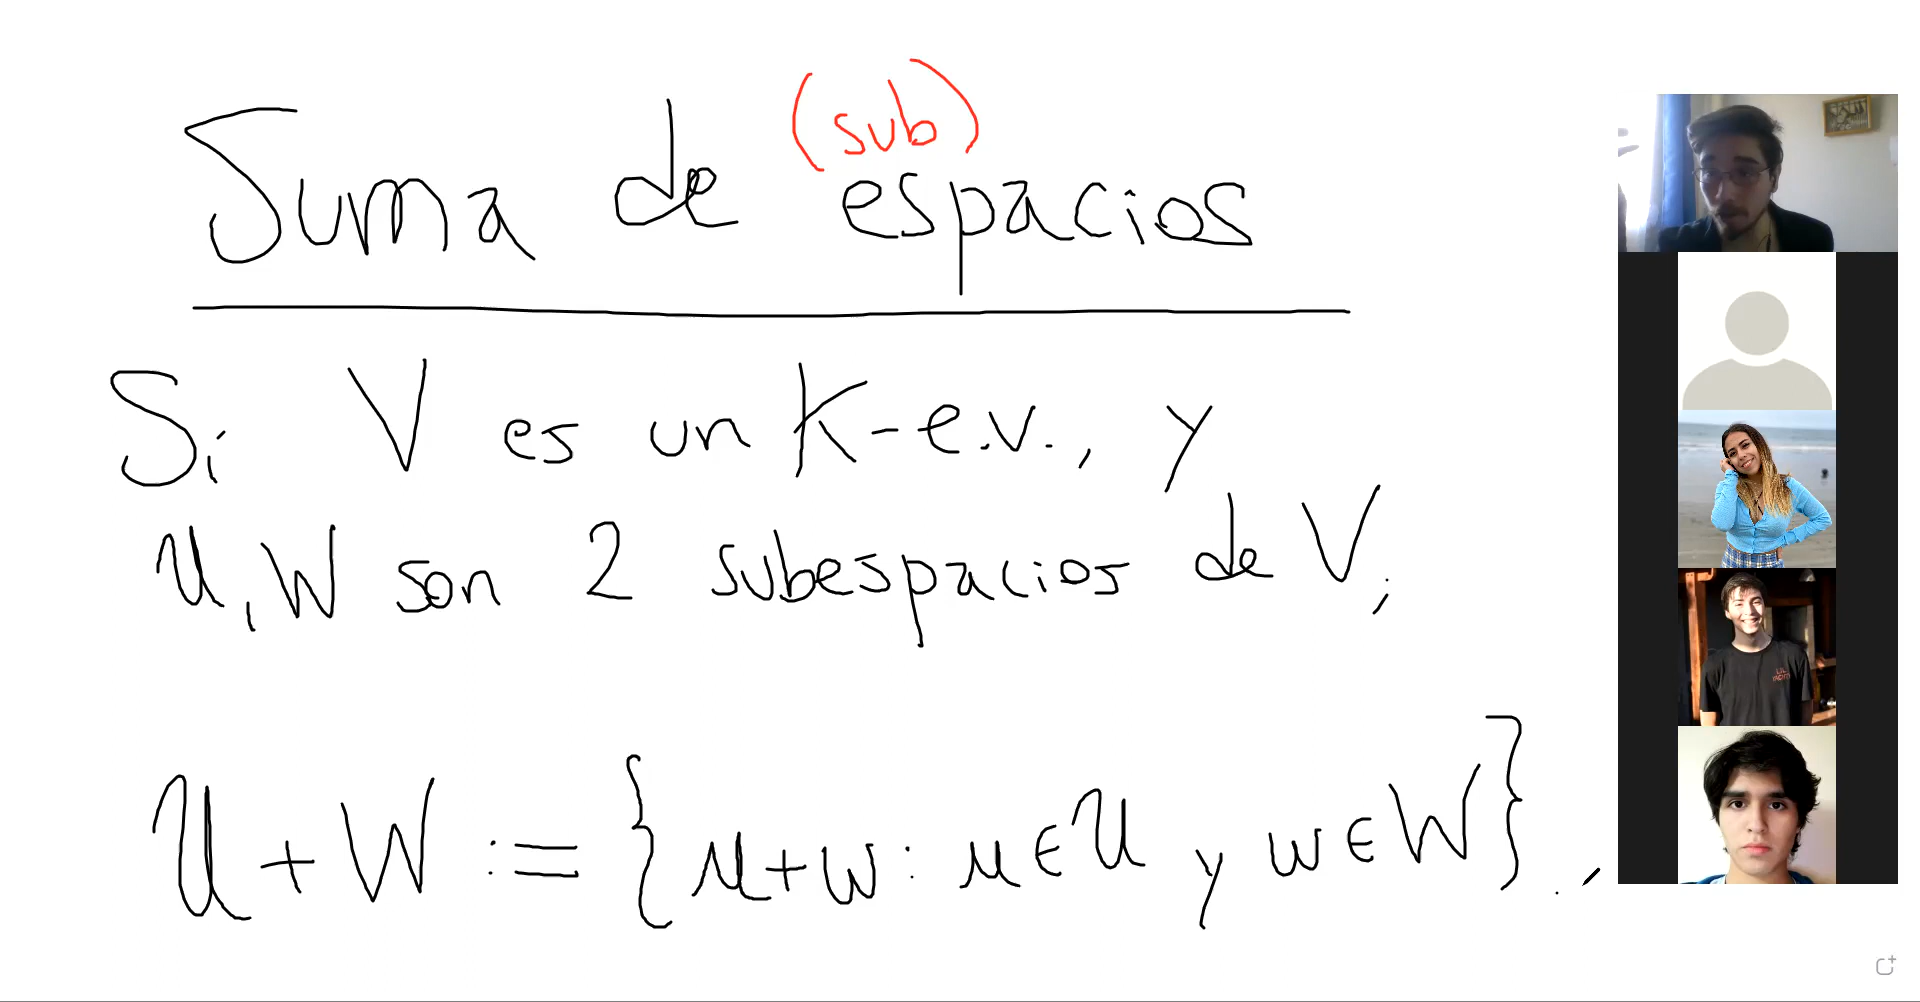 Suma de (sub) espacios
Si V es un K-e.v., y
U, W son 2 subespacios de V;
U + W := {u+w: u∈U y w∈W}.